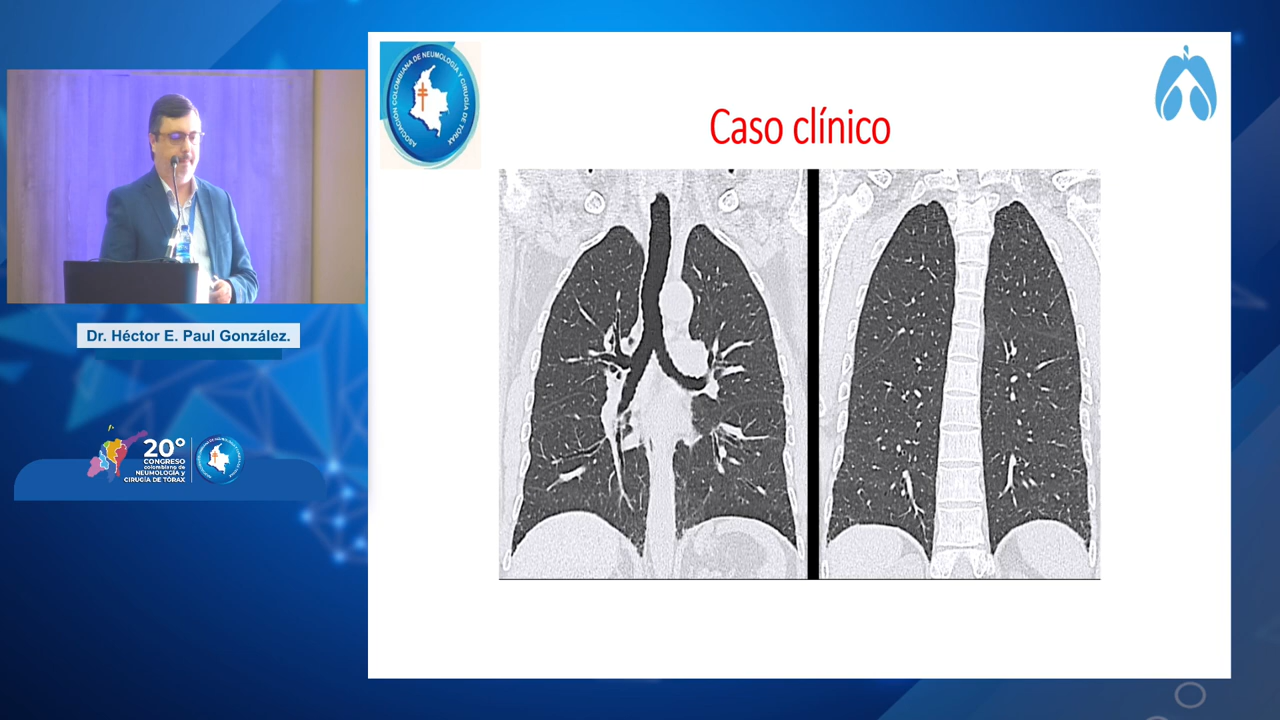 ASOCIACIÓN COLOMBIANA DE NEUMOLOGÍA Y CIRUGÍA DE TÓRAX
Caso clínico
Dr. Héctor E. Paul González.
20º
CONGRESO
colombiano de
NEUMOLOGÍA y
CIRUGÍA DE TÓRAX